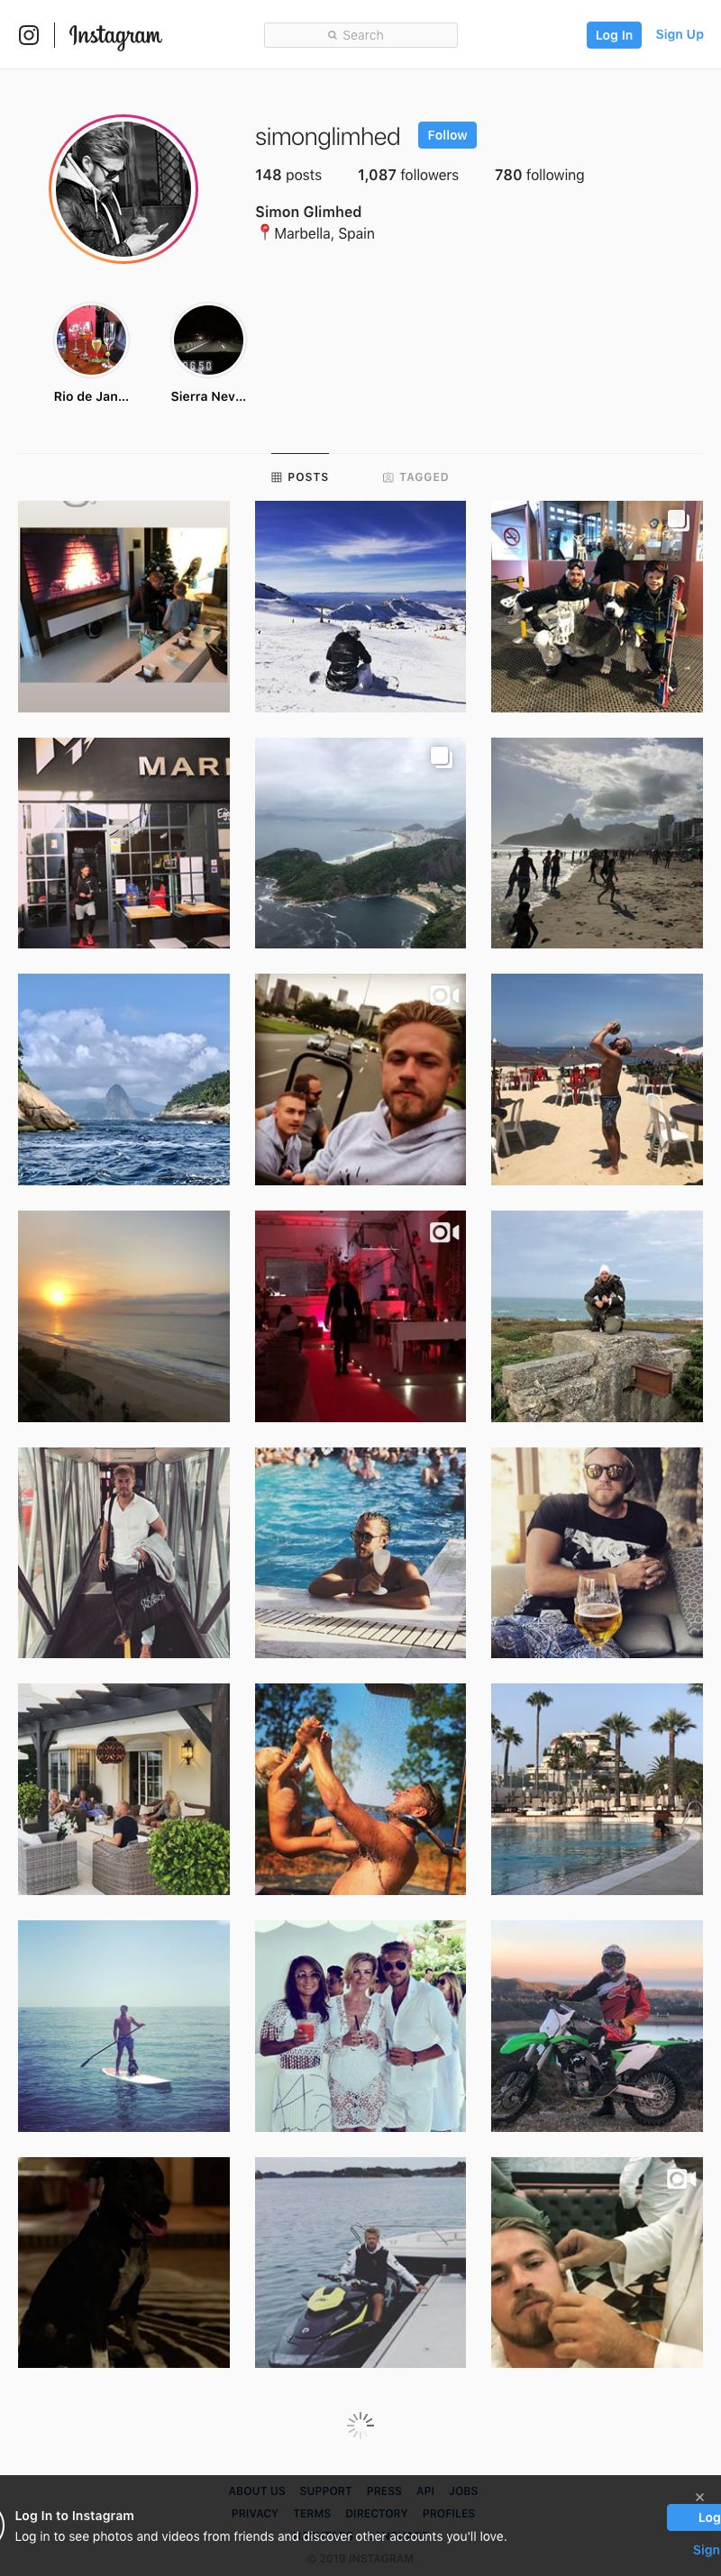 Instagram
Search
Log In
Sign Up
simonglimhed
Follow
148 posts
1,087 followers
780 following
Simon Glimhed
Marbella, Spain
Rio de Jan...
Sierra Nev...
POSTS
TAGGED
MARI
ABOUT US SUPPORT PRESS API JOBS
PRIVACY TERMS DIRECTORY PROFILES
Log In to Instagram
Log in to see photos and videos from friends and discover other accounts you'll love.
Log
Sign
© 2019 INSTAGRAM